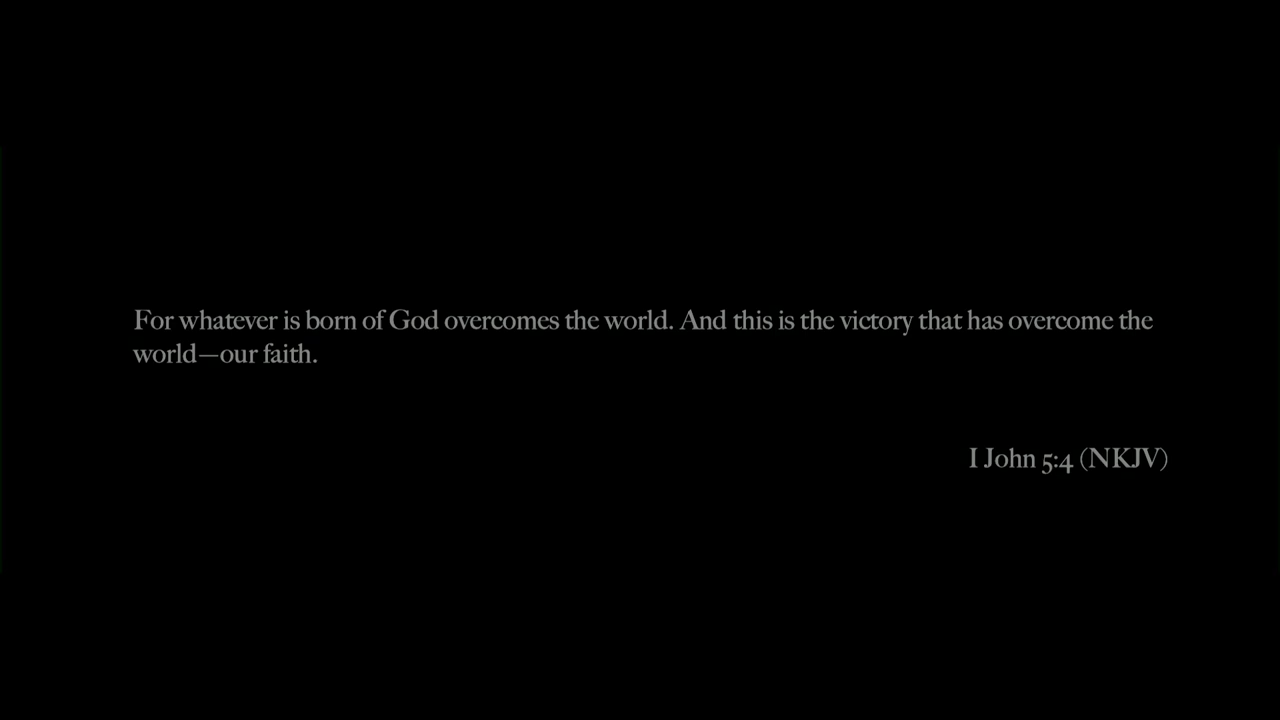 For whatever is born of God overcomes the world. And this is the victory that has overcome the
world—our faith.
I John 5:4 (NKJV)